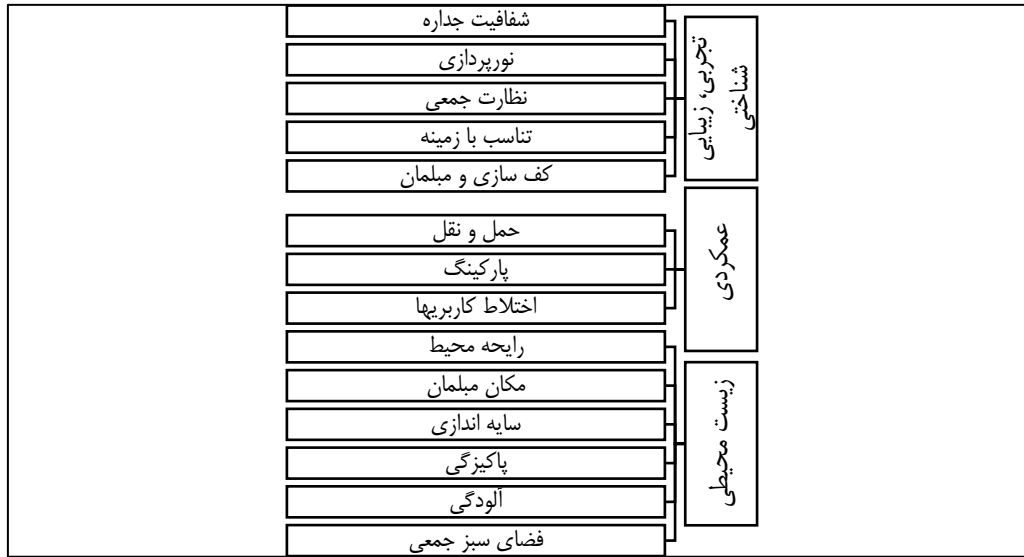 تجربی، زیبایی
شناختی
شفافیت جداره
نورپردازی
نظارت جمعی
تناسب با زمینه
کف سازی و مبلمان
عمکردی
حمل و نقل
پارکینگ
اختلاط کاربریها
زیست محیطی
رایحه محیط
مکان مبلمان
سایه اندازی
پاکیزگی
آلودگی
فضای سبز جمعی